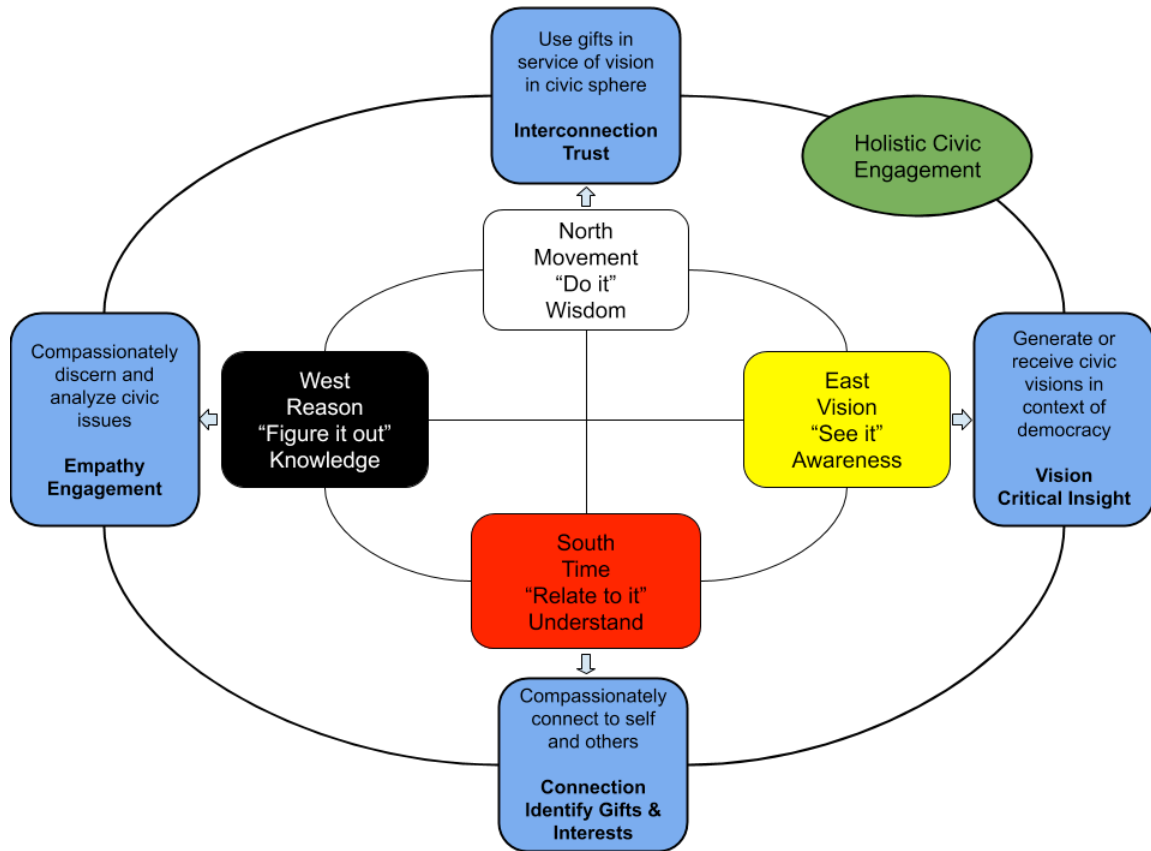 Use gifts in
service of vision
in civic sphere
Interconnection
Trust
Holistic Civic
Engagement
North
Movement
“Do it”
Wisdom
Compassionately
discern and
analyze civic
issues
Empathy
Engagement
West
Reason
“Figure it out”
Knowledge
East
Vision
“See it”
Awareness
Generate or
receive civic
visions in
context of
democracy
Vision
Critical Insight
South
Time
“Relate to it”
Understand
Compassionately
connect to self
and others
Connection
Identify Gifts &
Interests